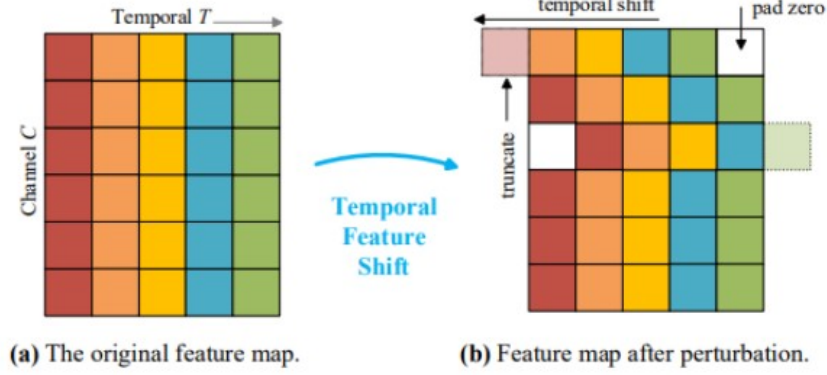 Temporal T
Channel C
(a) The original feature map.
Temporal
Feature
Shift
temporal shift
pad zero
truncate
(b) Feature map after perturbation.